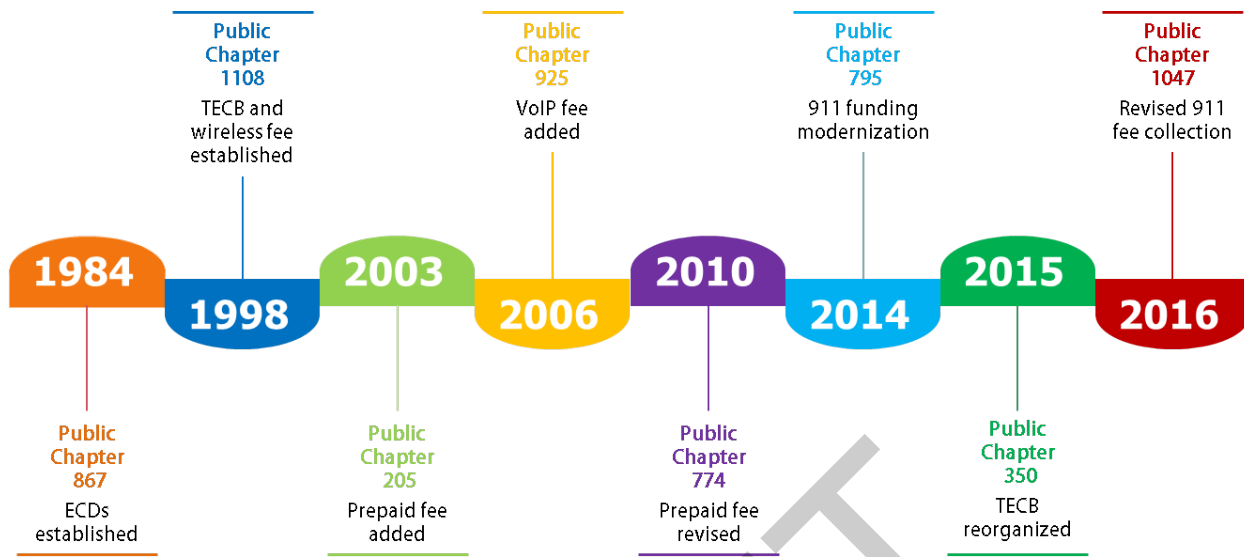 Public
Chapter
1108
TECB and
wireless fee
established
Public
Chapter
925
VoIP fee
added
Public
Chapter
795
911 funding
modernization
Public
Chapter
1047
Revised 911
fee collection
1984
1998
2003
2006
2010
2014
2015
2016
Public
Chapter
867
ECDs
established
Public
Chapter
205
Prepaid fee
added
Public
Chapter
774
Prepaid fee
revised
Public
Chapter
350
TECB
reorganized